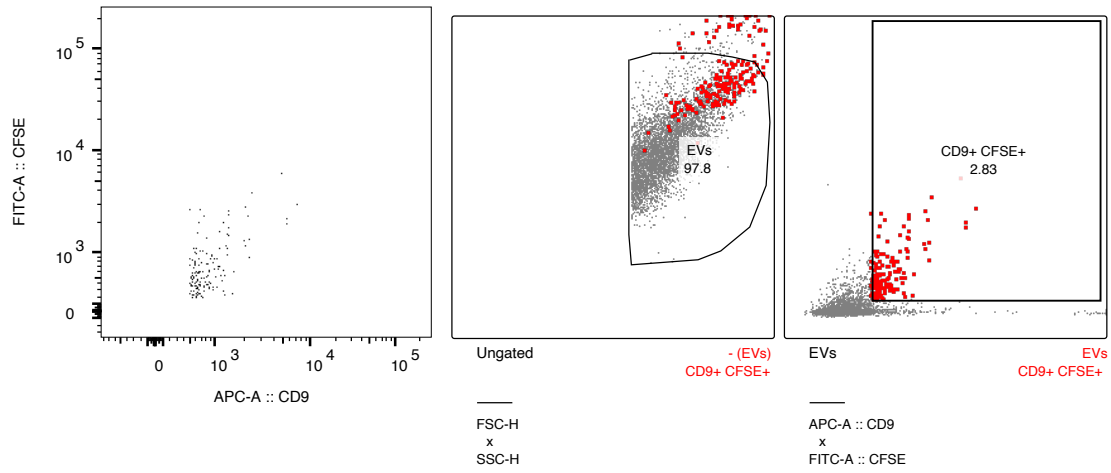 FITC-A :: CFSE
10^5
10^4
10^3
0
0
10^3
10^4
10^5
APC-A :: CD9
EVs
97.8
Ungated
- (EVs)
CD9+ CFSE+
FSC-H
x
SSC-H
CD9+ CFSE+
2.83
EVs
EVs
CD9+ CFSE+
APC-A :: CD9
x
FITC-A :: CFSE